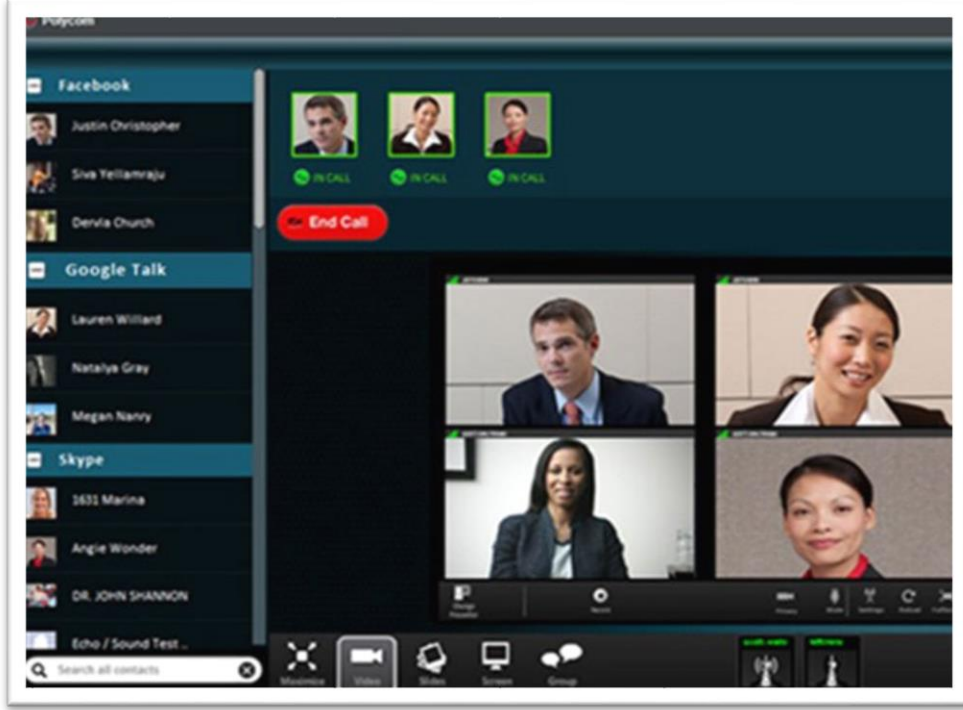 Polycom
Facebook
Justin Christopher
Siva Yellamraju
Dervla Church
Google Talk
Lauren Willard
Natalya Gray
Megan Nanry
Skype
1631 Marina
Angie Wonder
DR. JOHN SHANNON
Echo / Sound Test ..
Search all contacts
IN CALL
IN CALL
IN CALL
End Call
Privacy
Mute
Settings
Maximize
Video
Slides
Screen
Group